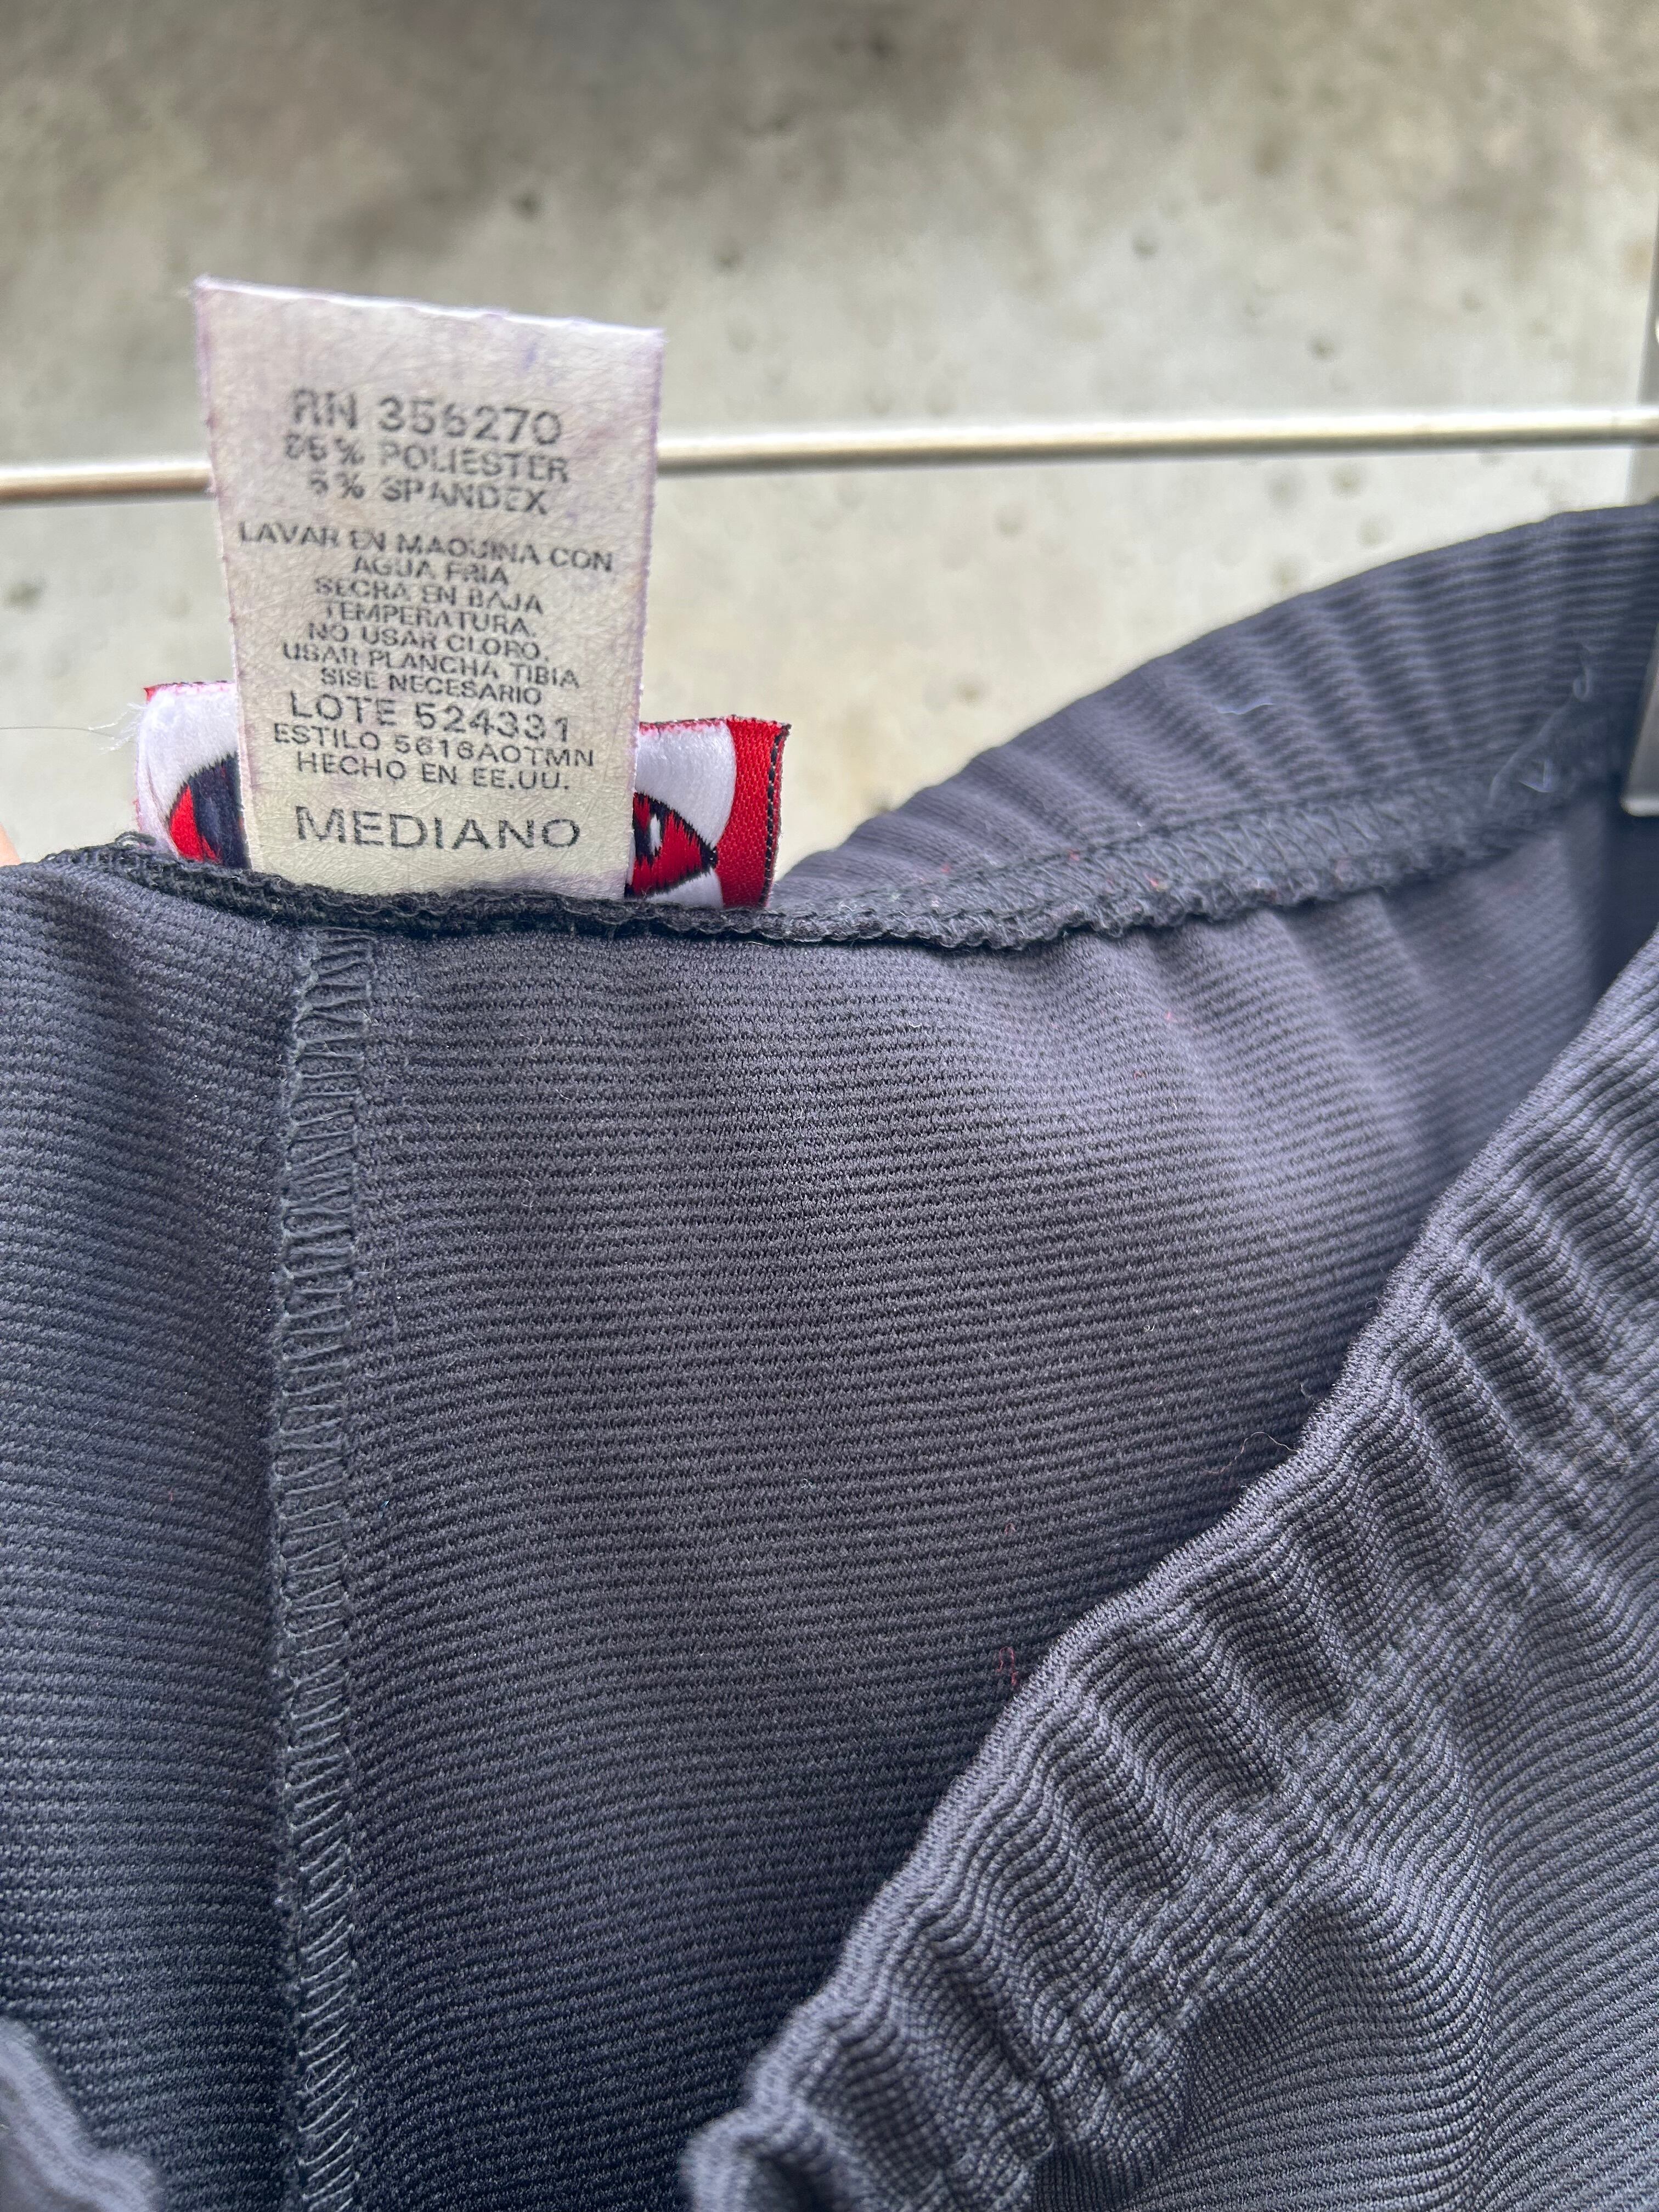 RN 356270
95% POLIESTER
5% SPANDEX
LAVAR EN MAQUINA CON
AGUA FRIA
SECRA EN BAJA
TEMPERATURA.
NO USAR CLORO.
USAR PLANCHA TIBIA
SISE NECESARIO
LOTE 524331
ESTILO 5616AOTMN
HECHO EN EE.UU.
MEDIANO